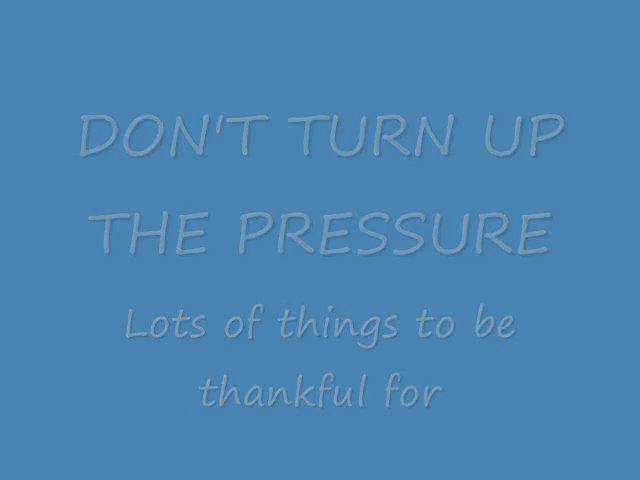 DON'T TURN UP
THE PRESSURE
Lots of things to be
thankful for